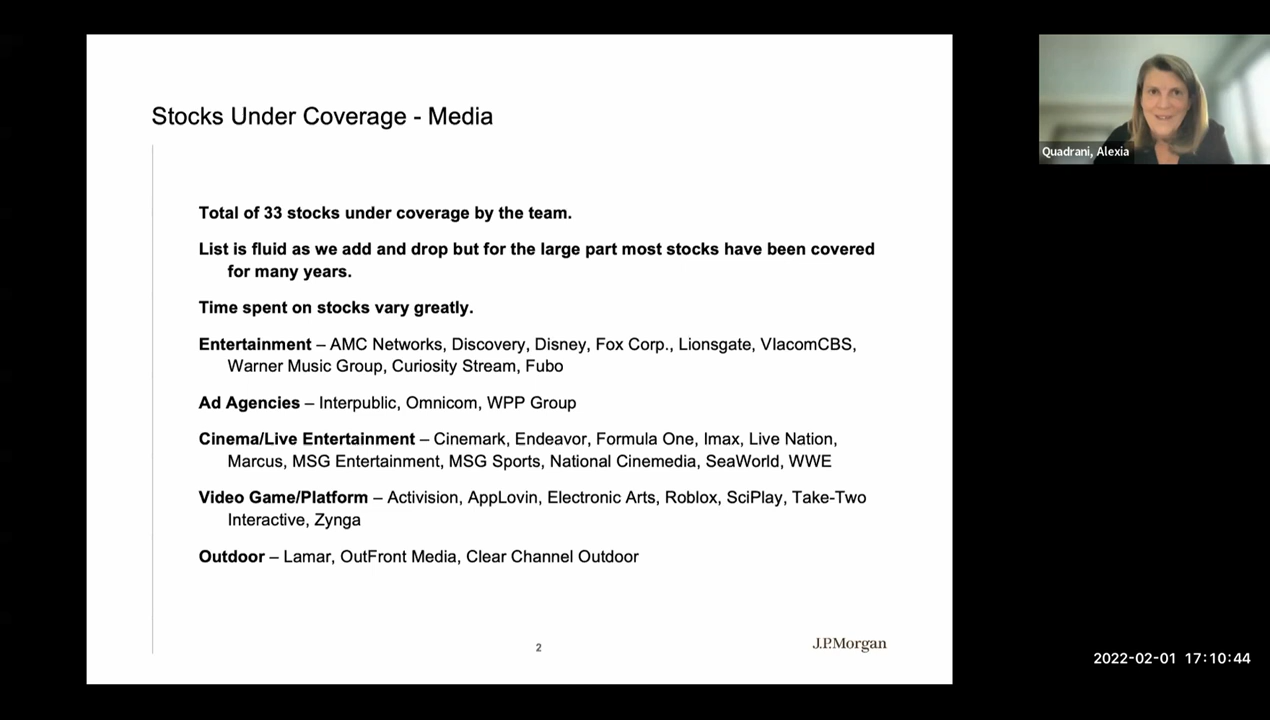 Stocks Under Coverage - Media
Total of 33 stocks under coverage by the team.
List is fluid as we add and drop but for the large part most stocks have been covered
for many years.
Time spent on stocks vary greatly.
Entertainment – AMC Networks, Discovery, Disney, Fox Corp., Lionsgate, VIacomCBS,
Warner Music Group, Curiosity Stream, Fubo
Ad Agencies – Interpublic, Omnicom, WPP Group
Cinema/Live Entertainment – Cinemark, Endeavor, Formula One, Imax, Live Nation,
Marcus, MSG Entertainment, MSG Sports, National Cinemedia, SeaWorld, WWE
Video Game/Platform – Activision, AppLovin, Electronic Arts, Roblox, SciPlay, Take-Two
Interactive, Zynga
Outdoor – Lamar, OutFront Media, Clear Channel Outdoor
2
J.P.Morgan
Quadrani, Alexia
2022-02-01 17:10:44